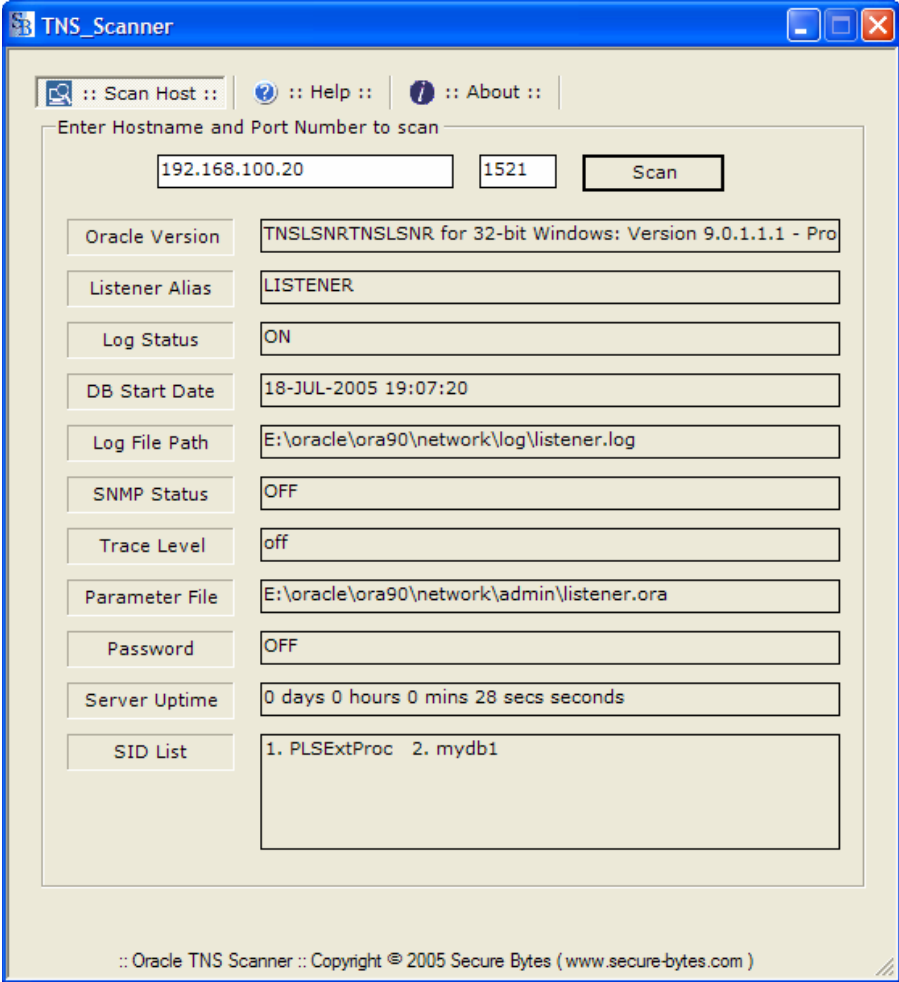 TNS_Scanner
:: Scan Host :: :: Help :: :: About ::
Enter Hostname and Port Number to scan
192.168.100.20 1521 Scan
Oracle Version TNSLSNRTNSLSNR for 32-bit Windows: Version 9.0.1.1.1 - Pro
Listener Alias LISTENER
Log Status ON
DB Start Date 18-JUL-2005 19:07:20
Log File Path E:\oracle\ora90\network\log\listener.log
SNMP Status OFF
Trace Level off
Parameter File E:\oracle\ora90\network\admin\listener.ora
Password OFF
Server Uptime 0 days 0 hours 0 mins 28 secs seconds
SID List 1. PLSExtProc 2. mydb1
:: Oracle TNS Scanner :: Copyright © 2005 Secure Bytes ( www.secure-bytes.com )